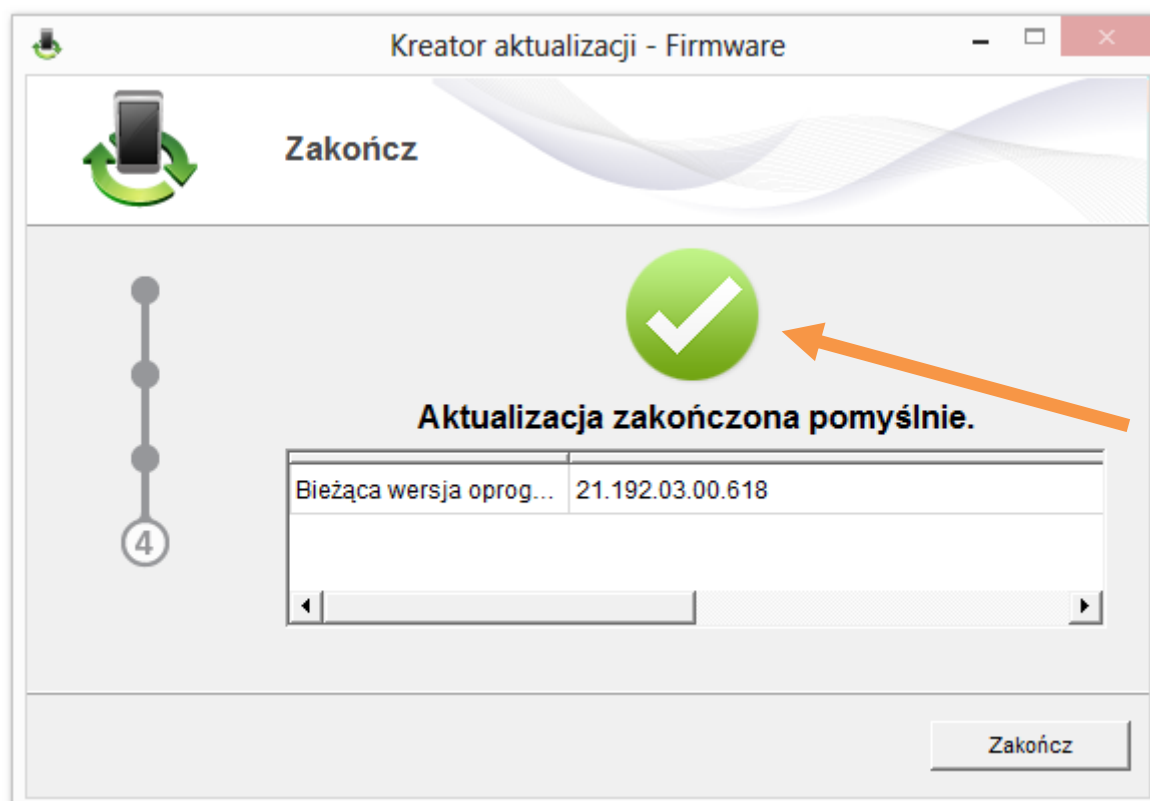 Kreator aktualizacji - Firmware
Zakończ
Aktualizacja zakończona pomyślnie.
Bieżąca wersja oprog... 21.192.03.00.618
4
Zakończ